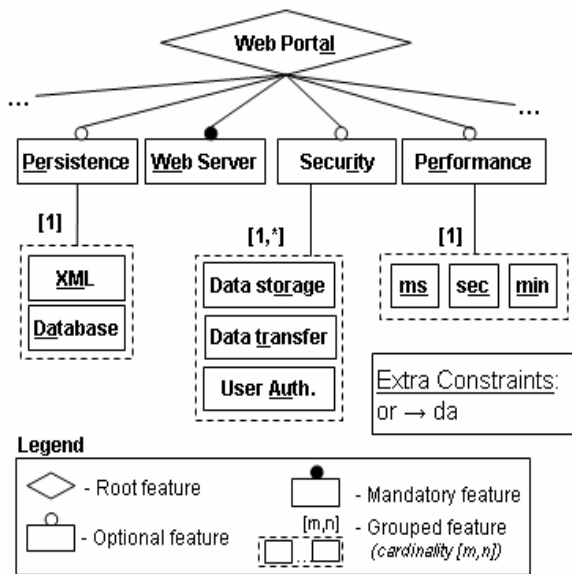 Web Portal
...
...
Persistence Web Server Security Performance
[1] [1,*] [1]
XML
Database
Data storage
Data transfer
User Auth.
ms sec min
Extra Constraints:
or → da
Legend
- Root feature
- Mandatory feature
- Optional feature
[m,n] - Grouped feature
... (cardinality [m,n])